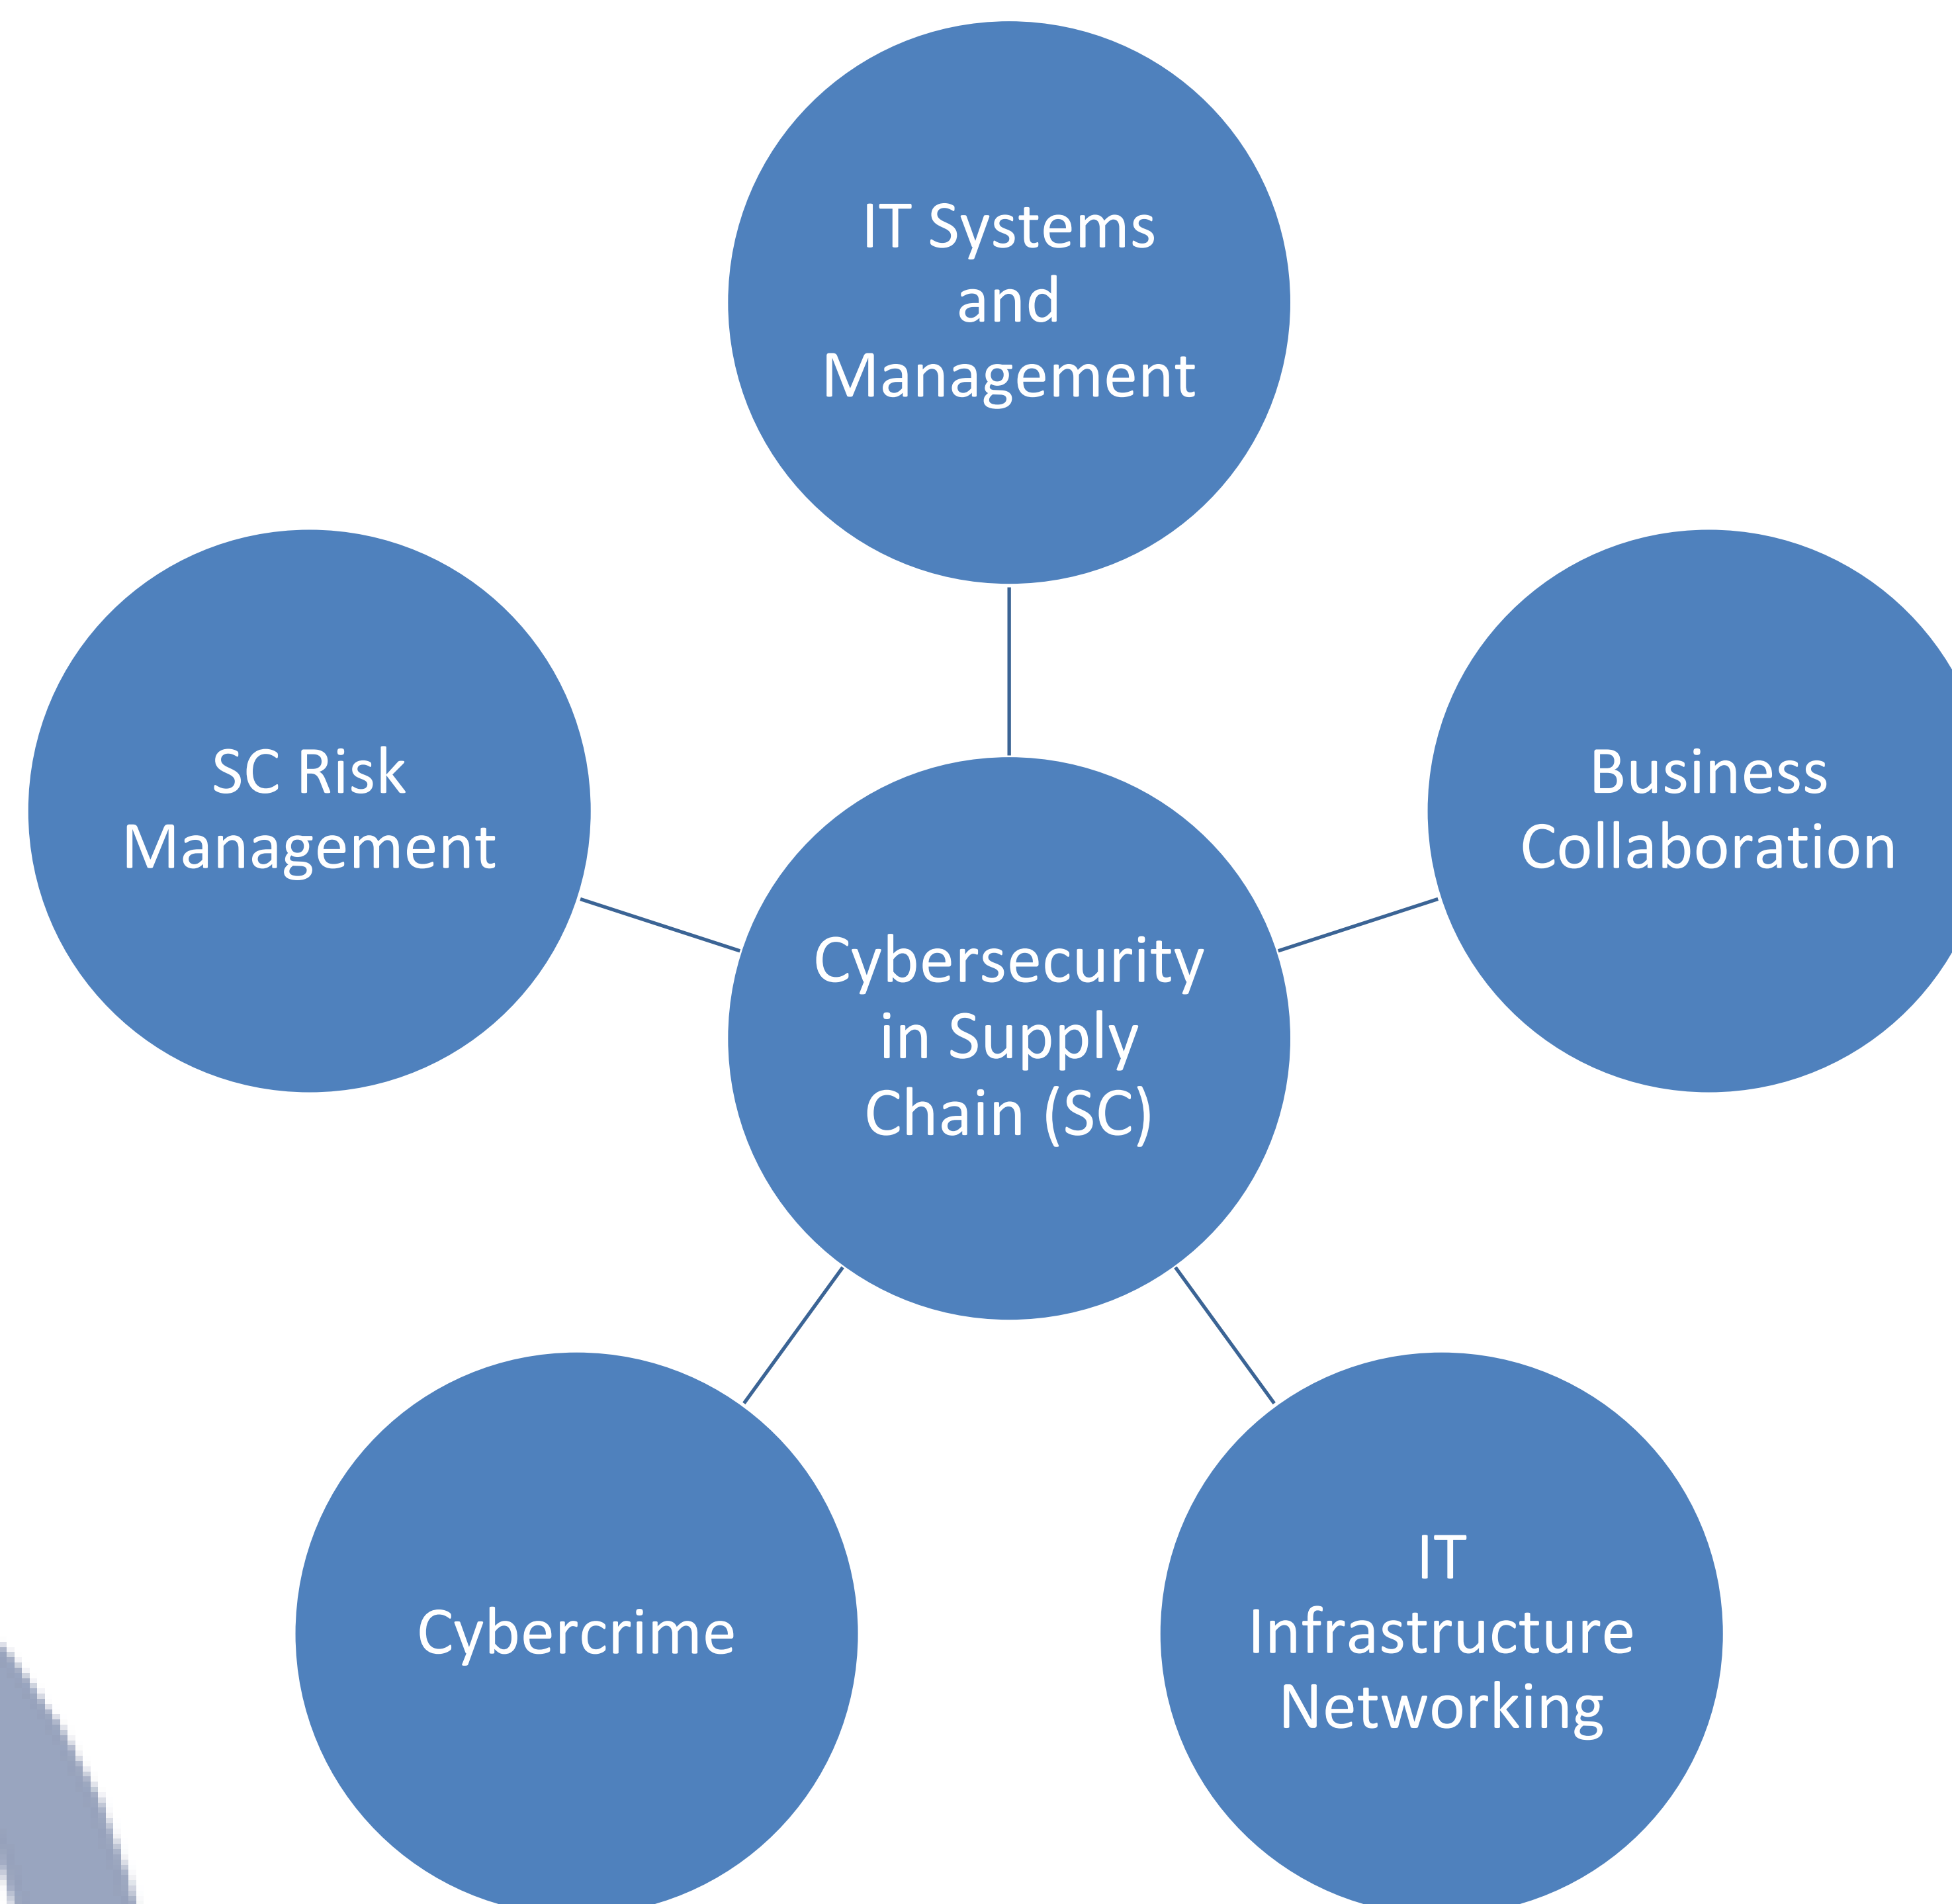 IT Systems
and
Management
SC Risk
Management
Business
Collaboration
Cybersecurity
in Supply
Chain (SC)
Cybercrime
IT
Infrastructure
Networking